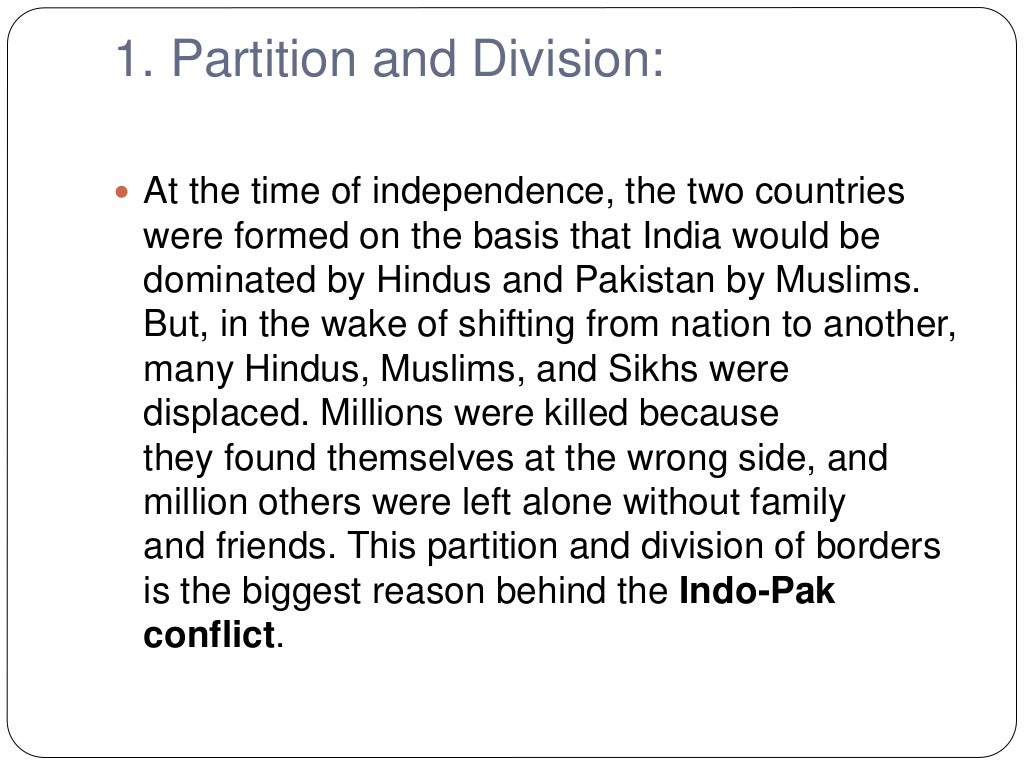 1. Partition and Division:
• At the time of independence, the two countries
were formed on the basis that India would be
dominated by Hindus and Pakistan by Muslims.
But, in the wake of shifting from nation to another,
many Hindus, Muslims, and Sikhs were
displaced. Millions were killed because
they found themselves at the wrong side, and
million others were left alone without family
and friends. This partition and division of borders
is the biggest reason behind the Indo-Pak
conflict.